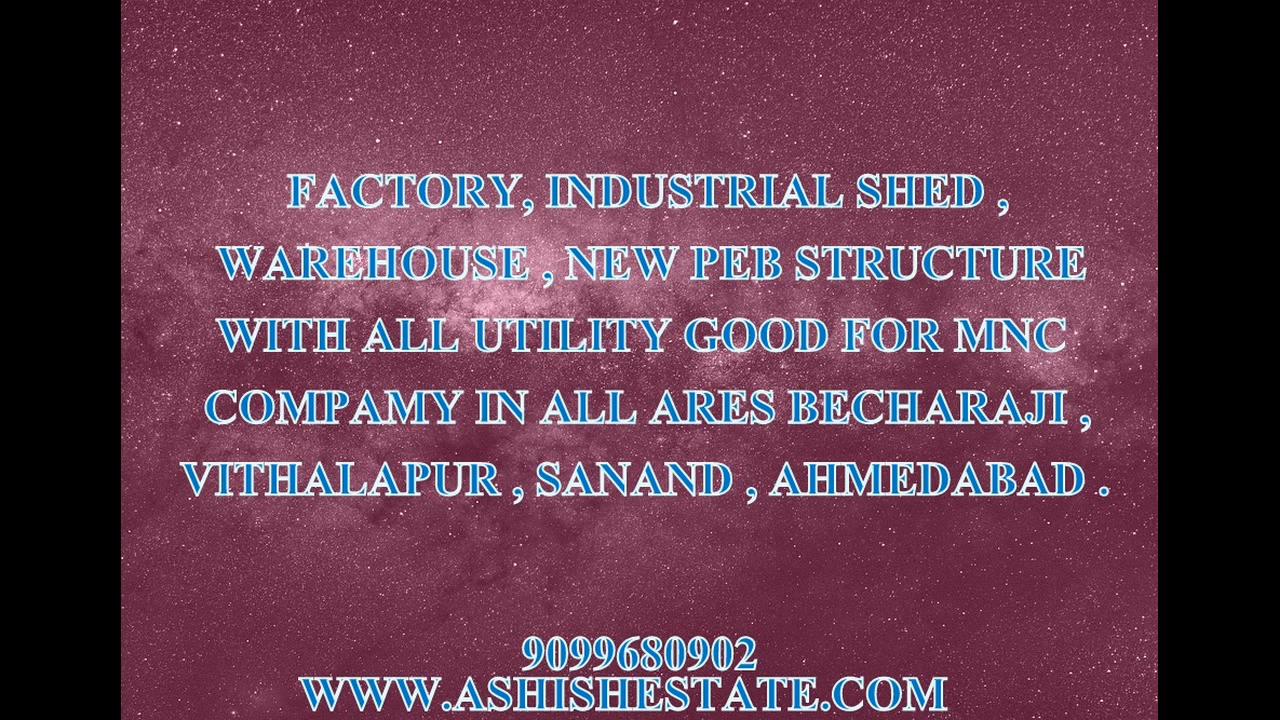 FACTORY, INDUSTRIAL SHED ,
WAREHOUSE , NEW PEB STRUCTURE
WITH ALL UTILITY GOOD FOR MNC
COMPAMY IN ALL ARES BECHARAJI ,
VITHALAPUR , SANAND , AHMEDABAD .
9099680902
WWW.ASHISHESTATE.COM